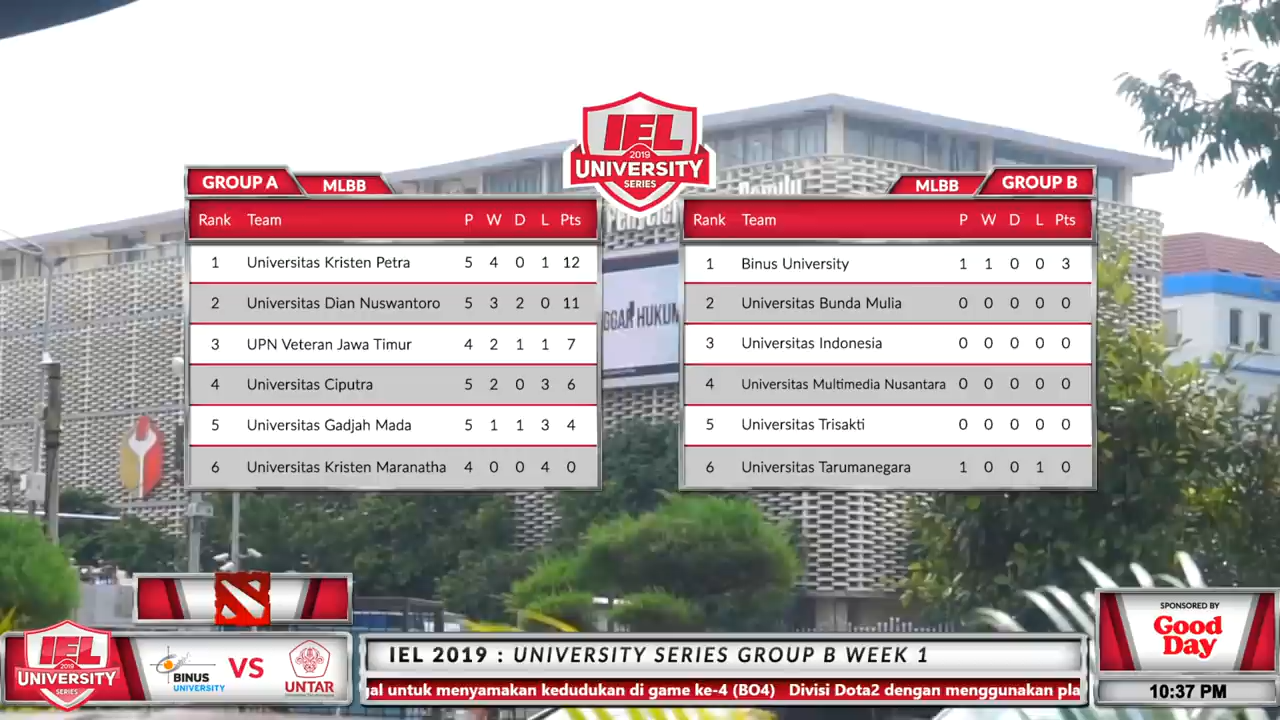 IEL
2019
UNIVERSITY
SERIES
GROUP A MLBB
Rank Team P W D L Pts
1 Universitas Kristen Petra 5 4 0 1 12
2 Universitas Dian Nuswantoro 5 3 2 0 11
3 UPN Veteran Jawa Timur 4 2 1 1 7
4 Universitas Ciputra 5 2 0 3 6
5 Universitas Gadjah Mada 5 1 1 3 4
6 Universitas Kristen Maranatha 4 0 0 4 0
MLBB GROUP B
Rank Team P W D L Pts
1 Binus University 1 1 0 0 3
2 Universitas Bunda Mulia 0 0 0 0 0
3 Universitas Indonesia 0 0 0 0 0
4 Universitas Multimedia Nusantara 0 0 0 0 0
5 Universitas Trisakti 0 0 0 0 0
6 Universitas Tarumanegara 1 0 0 1 0
HUKUM
IEL
2019
UNIVERSITY
SERIES
BINUS
UNIVERSITY
VS
UNTAR
IEL 2019 : UNIVERSITY SERIES GROUP B WEEK 1
gal untuk menyamakan kedudukan di game ke-4 (BO4) Divisi Dota2 dengan menggunakan pla
SPONSORED BY
Good
Day
10:37 PM